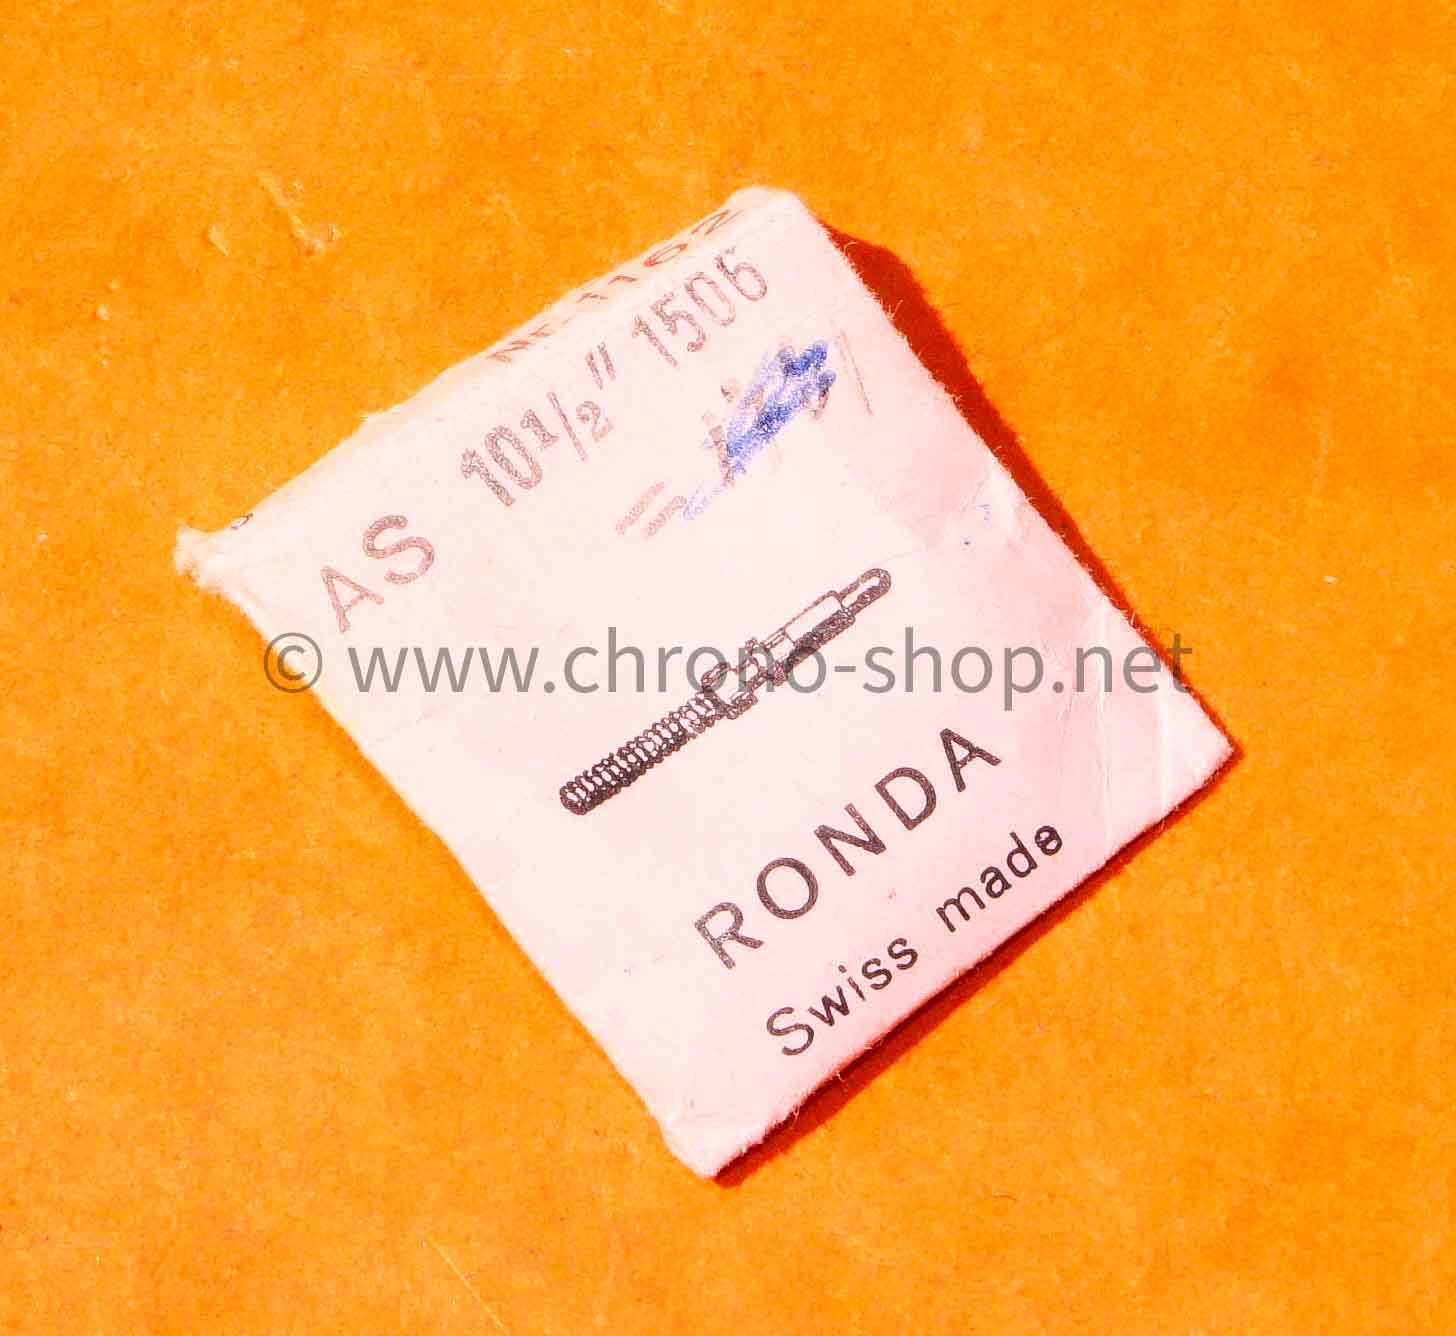 AS 10½" 1506
=
© www.chrono-shop.net
RONDA
Swiss made